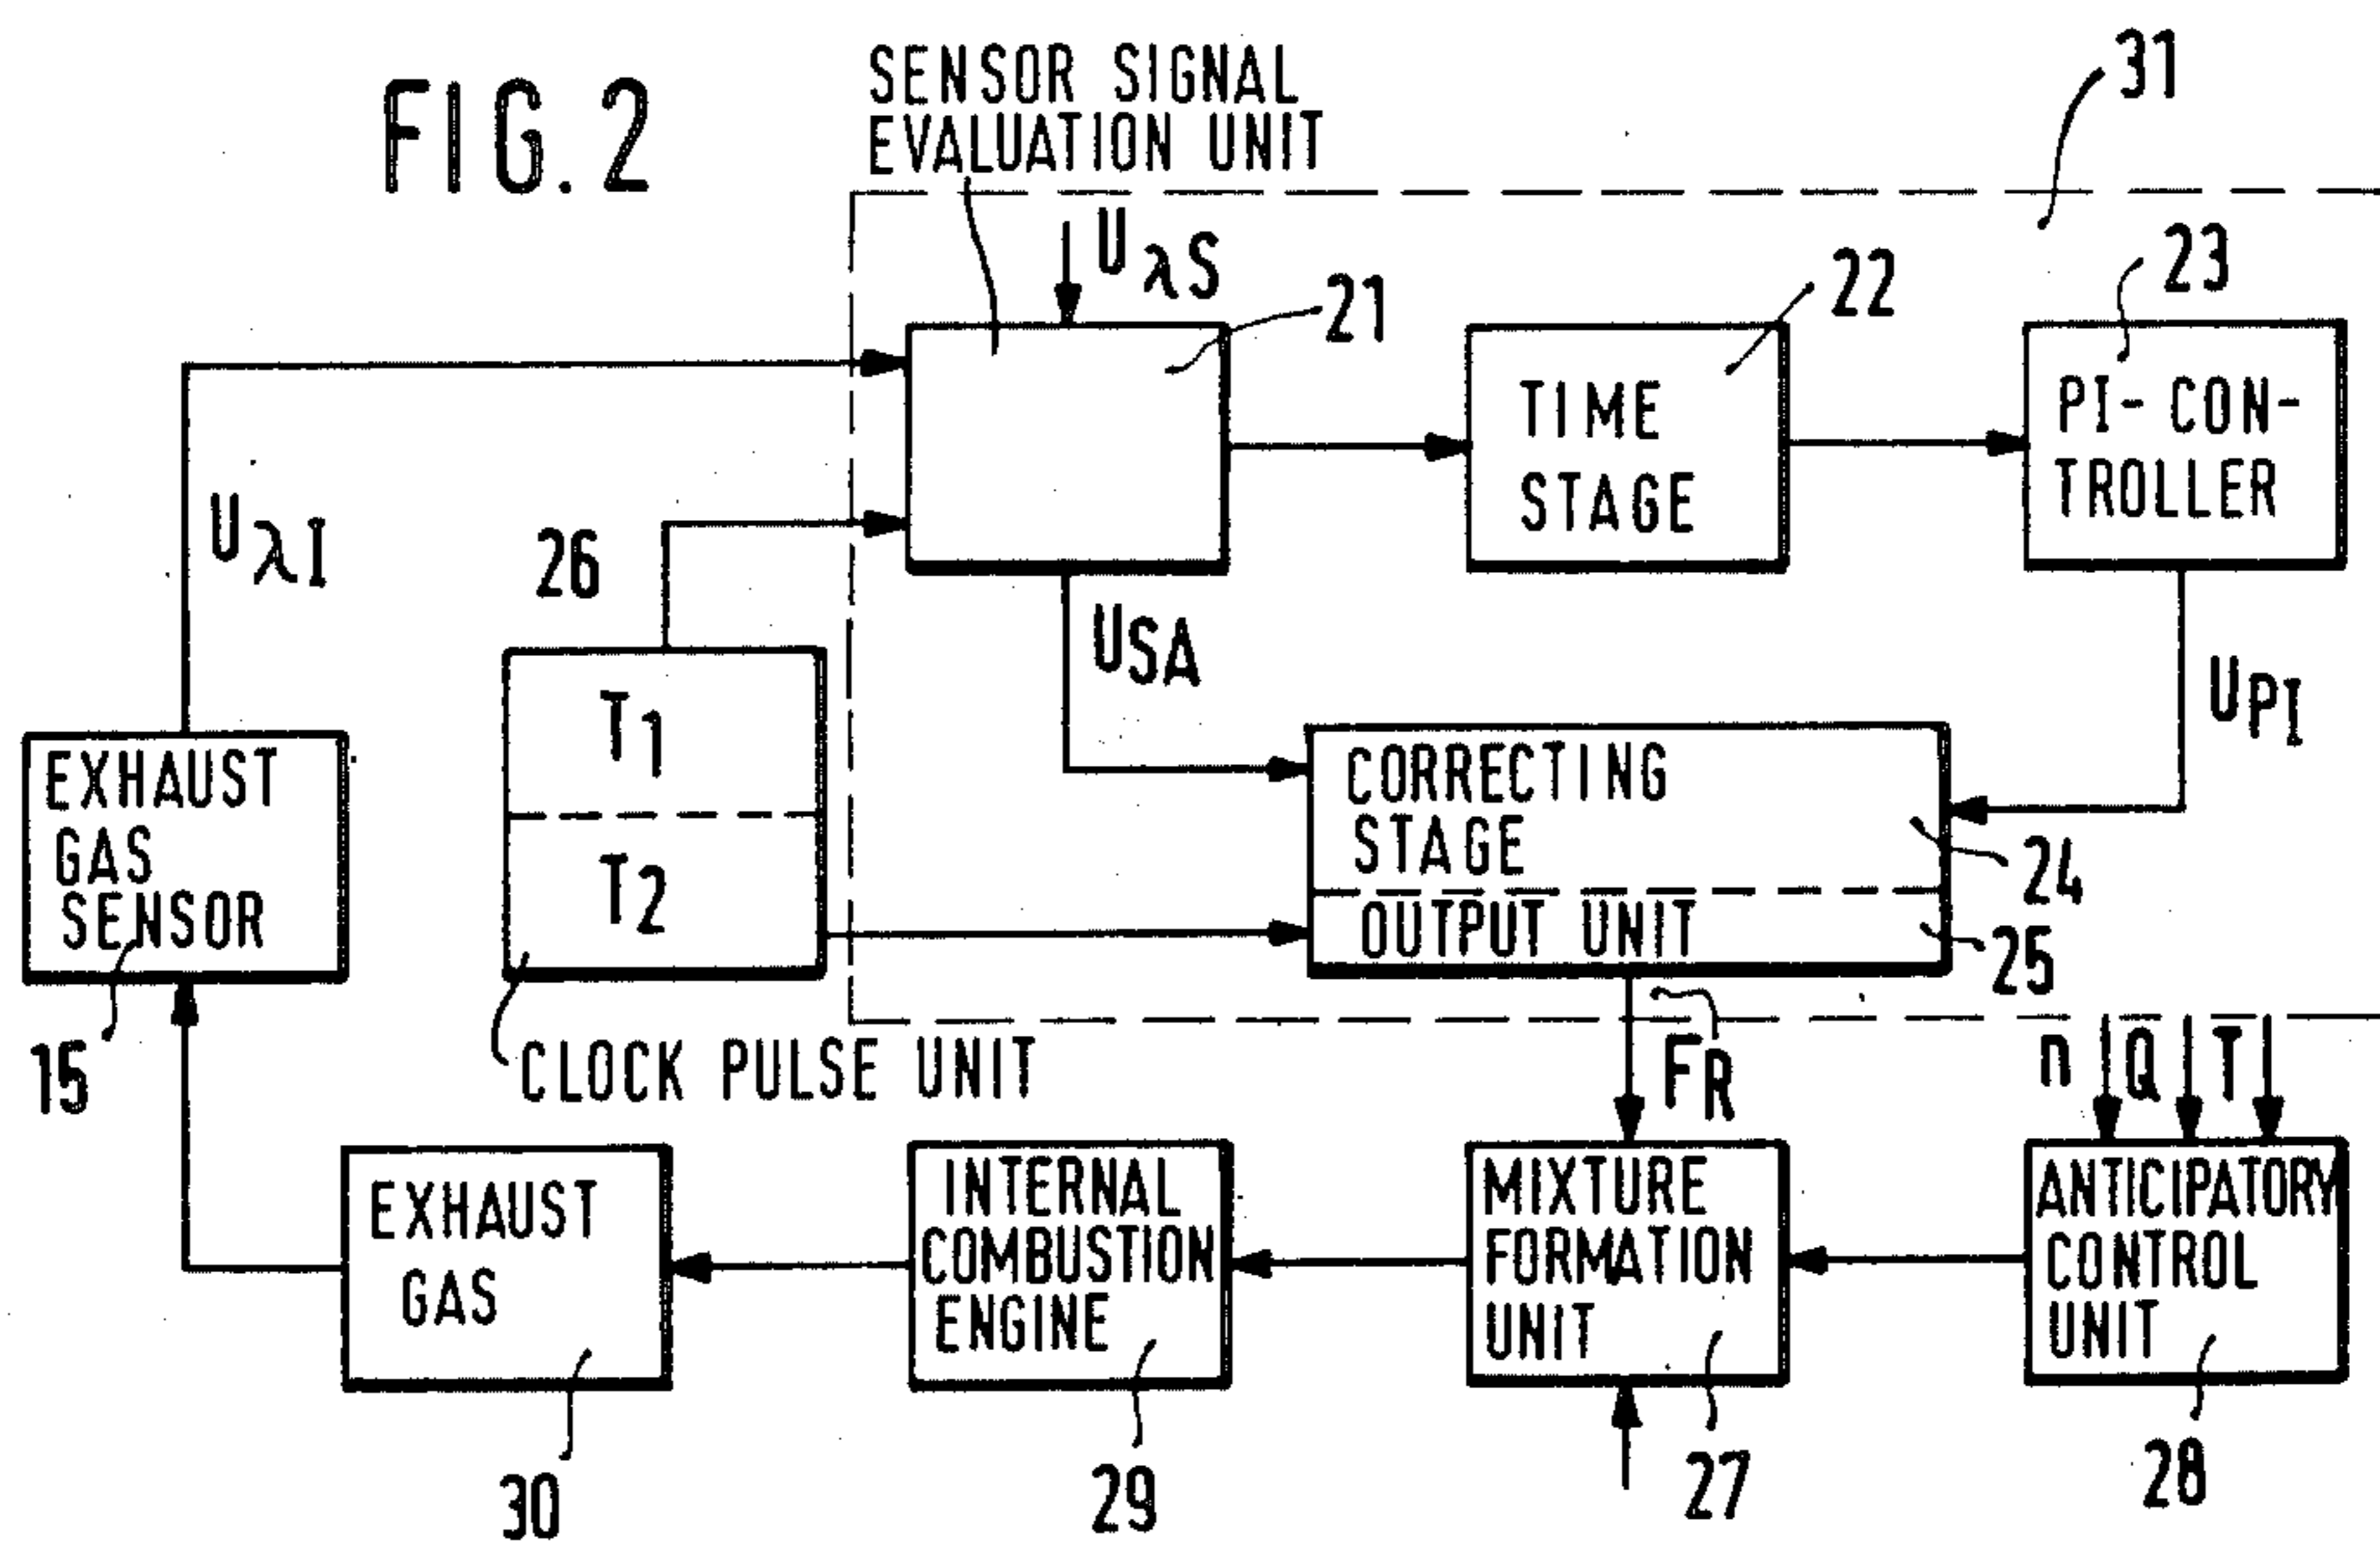 FIG. 2
SENSOR SIGNAL
EVALUATION UNIT
31
UλS
21
22
23
TIME
STAGE
PI- CON-
TROLLER
UλI
26
USA
UPI
T1
T2
EXHAUST
GAS
SENSOR
15
CORRECTING
STAGE
24
OUTPUT UNIT
25
CLOCK PULSE UNIT
FR
n
Q
T
EXHAUST
GAS
30
INTERNAL
COMBUSTION
ENGINE
29
MIXTURE
FORMATION
UNIT
27
ANTICIPATORY
CONTROL
UNIT
28